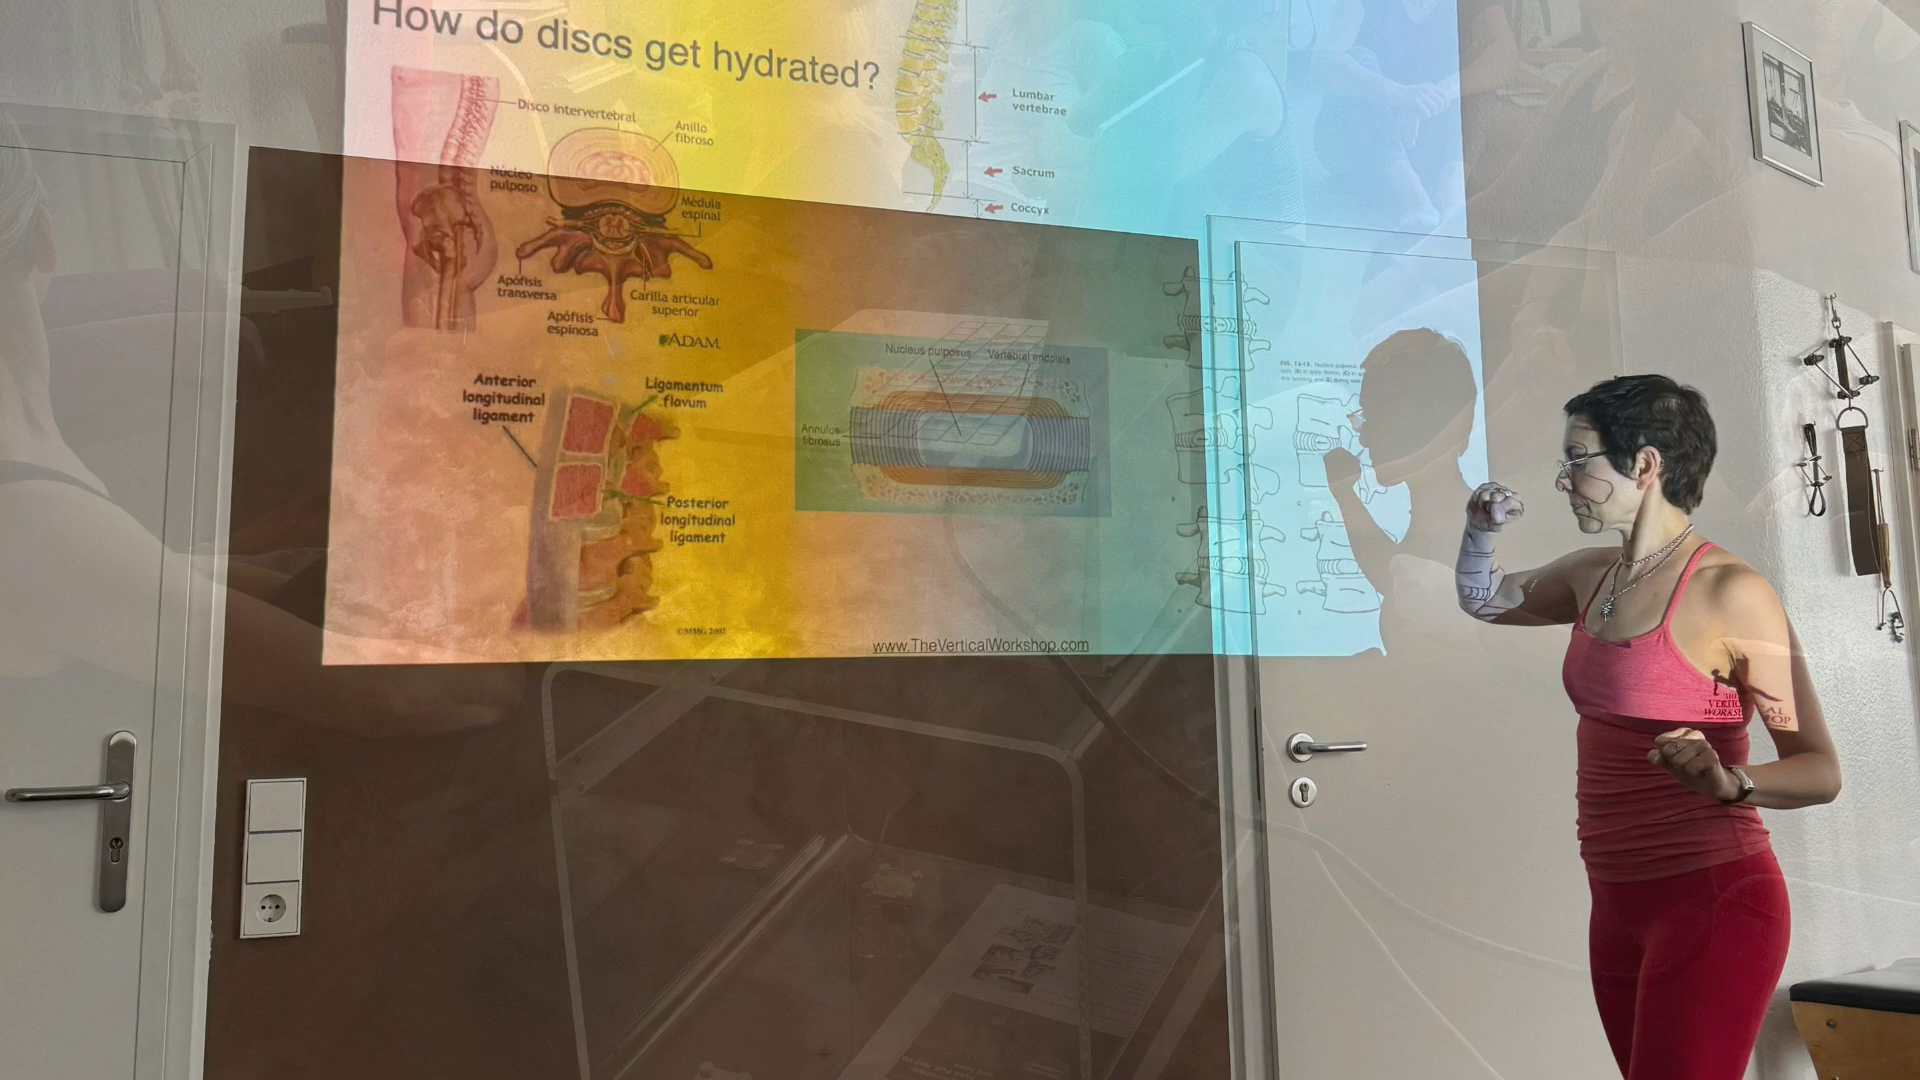 How do discs get hydrated?
Disco intervertebral
Anillo
fibroso
Núcleo
pulposo
Médula
espinal
Apófisis
transversa
Carilla articular
superior
Apófisis
espinosa
ADAM.
Lumbar
vertebrae
Sacrum
Coccyx
Anterior
longitudinal
ligament
Ligamentum
flavum
Posterior
longitudinal
ligament
©MMG 2002
Nucleus pulposus
Vertebral endplate
Annulus
fibrosus
www.TheVerticalWorkshop.com